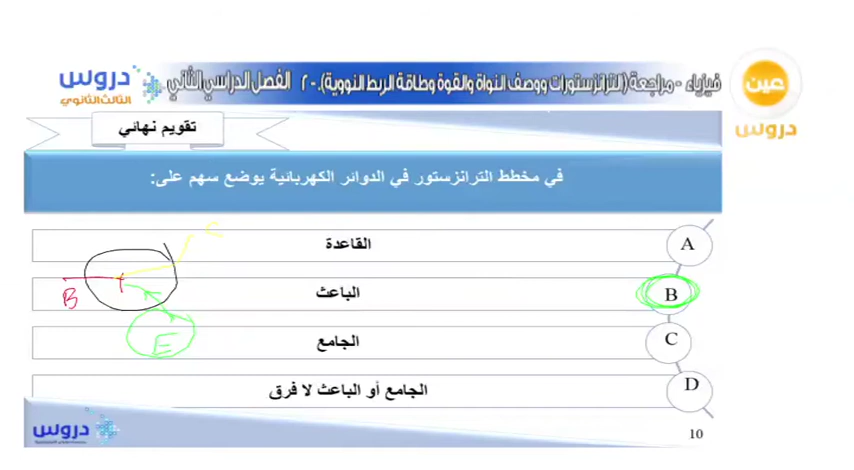 فيزياء - مراجعة (الترانزستورات ووصف النواة والقوة وطاقة الربط النووية). -٢ الفصل الدراسي الثاني
عين
دروس
دروس
الثالث الثانوي
تقويم نهائي
في مخطط الترانزستور في الدوائر الكهربائية يوضع سهم على:
A القاعدة
B الباعث
C الجامع
D الجامع أو الباعث لا فرق
C
B
E
دروس
10